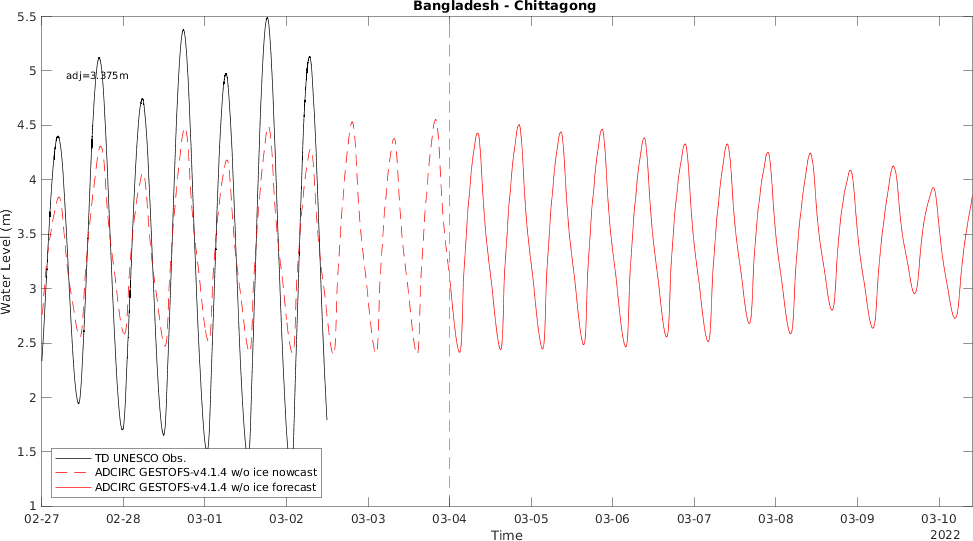 Bangladesh - Chittagong
5.5
5
4.5
4
3.5
3
2.5
2
1.5
1
Water Level (m)
adj=3.375m
TD UNESCO Obs.
ADCIRC GESTOFS-v4.1.4 w/o ice nowcast
ADCIRC GESTOFS-v4.1.4 w/o ice forecast
02-27 02-28 03-01 03-02 03-03 03-04 03-05 03-06 03-07 03-08 03-09 03-10
Time
2022